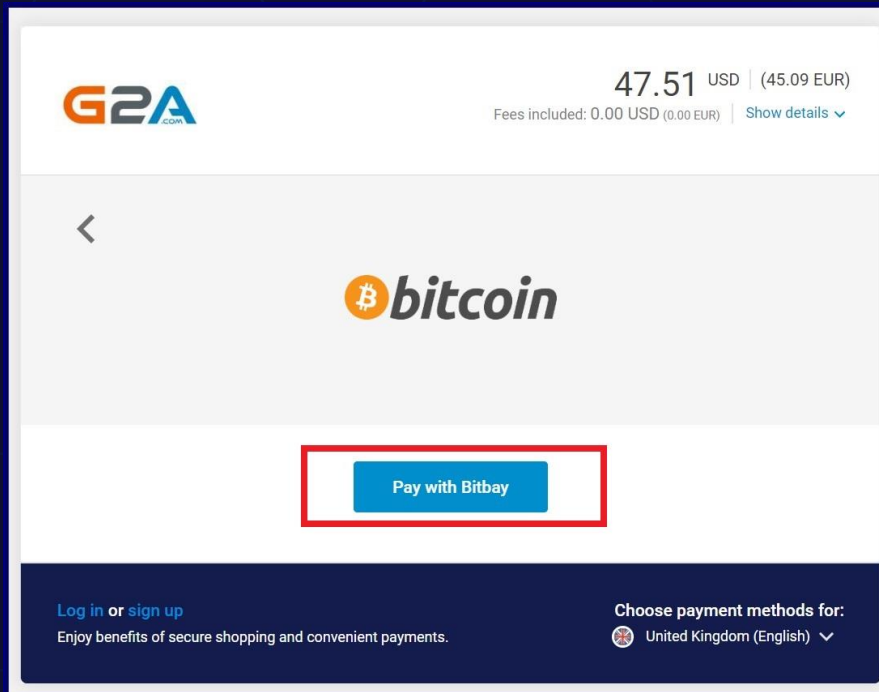 G2A
.COM
47.51 USD (45.09 EUR)
Fees included: 0.00 USD (0.00 EUR) Show details
bitcoin
Pay with Bitbay
Log in or sign up
Enjoy benefits of secure shopping and convenient payments.
Choose payment methods for:
United Kingdom (English)